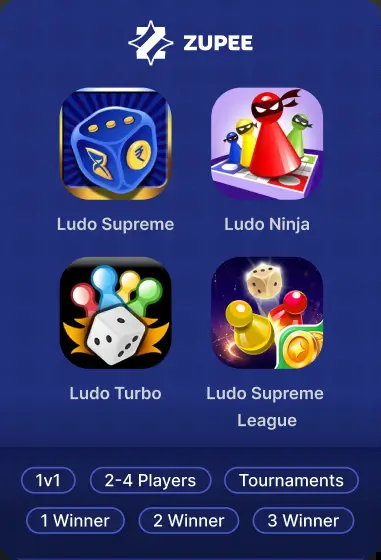 ZUPEE
Ludo Supreme
Ludo Ninja
Ludo Turbo
Ludo Supreme
League
1v1
2-4 Players
Tournaments
1 Winner
2 Winner
3 Winner